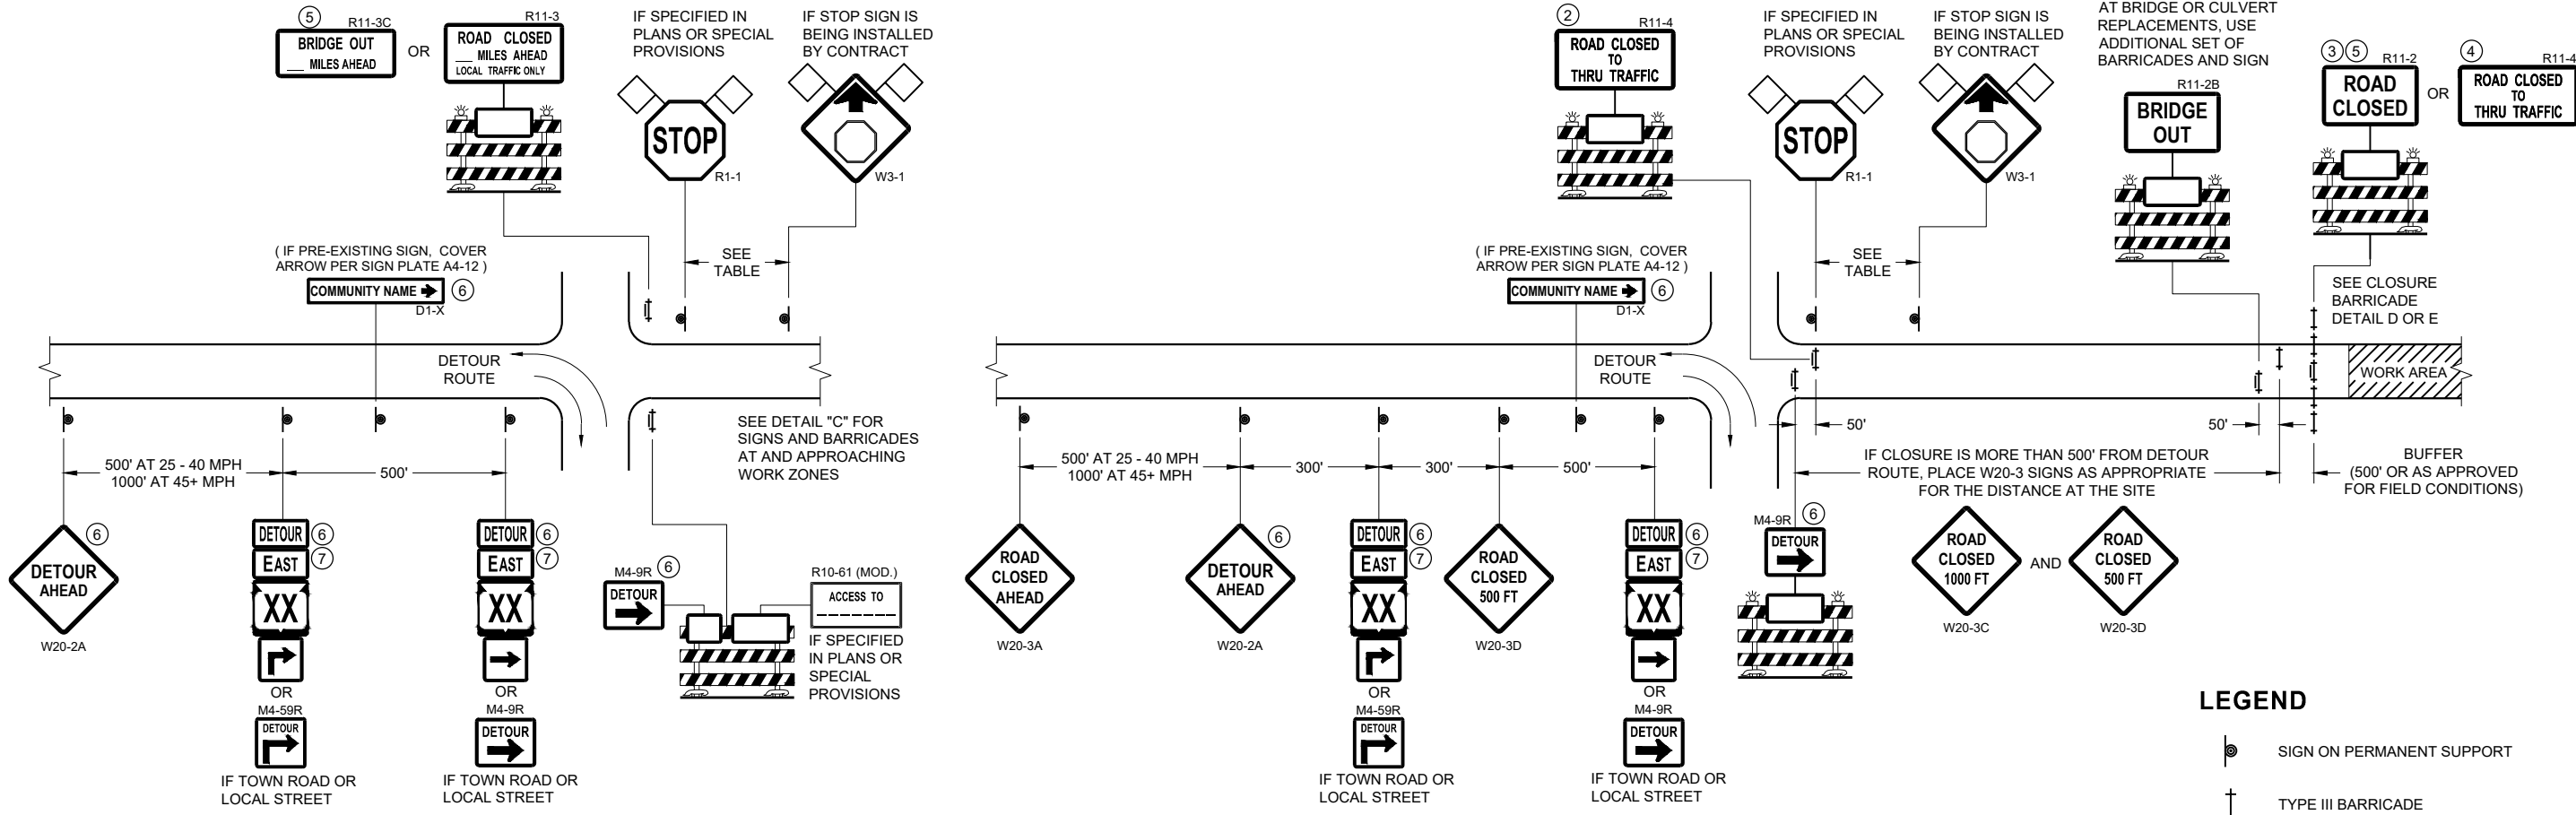 5
R11-3C
BRIDGE OUT
___ MILES AHEAD
OR
R11-3
ROAD CLOSED
___ MILES AHEAD
LOCAL TRAFFIC ONLY
IF SPECIFIED IN
PLANS OR SPECIAL
PROVISIONS
STOP
R1-1
IF STOP SIGN IS
BEING INSTALLED
BY CONTRACT
W3-1
SEE
TABLE
( IF PRE-EXISTING SIGN, COVER
ARROW PER SIGN PLATE A4-12 )
COMMUNITY NAME
6
D1-X
DETOUR
ROUTE
SEE DETAIL "C" FOR
SIGNS AND BARRICADES
AT AND APPROACHING
WORK ZONES
500' AT 25 - 40 MPH
1000' AT 45+ MPH
500'
6
DETOUR
AHEAD
W20-2A
DETOUR
6
EAST
7
XX
OR
M4-59R
DETOUR
IF TOWN ROAD OR
LOCAL STREET
DETOUR
6
EAST
7
XX
OR
M4-9R
DETOUR
IF TOWN ROAD OR
LOCAL STREET
M4-9R
6
DETOUR
R10-61 (MOD.)
ACCESS TO
_______
IF SPECIFIED
IN PLANS OR
SPECIAL
PROVISIONS
2
R11-4
ROAD CLOSED
TO
THRU TRAFFIC
IF SPECIFIED IN
PLANS OR SPECIAL
PROVISIONS
STOP
R1-1
IF STOP SIGN IS
BEING INSTALLED
BY CONTRACT
W3-1
SEE
TABLE
AT BRIDGE OR CULVERT
REPLACEMENTS, USE
ADDITIONAL SET OF
BARRICADES AND SIGN
R11-2B
BRIDGE
OUT
3 5
R11-2
ROAD
CLOSED
OR
4
R11-4
ROAD CLOSED
TO
THRU TRAFFIC
SEE CLOSURE
BARRICADE
DETAIL D OR E
( IF PRE-EXISTING SIGN, COVER
ARROW PER SIGN PLATE A4-12 )
COMMUNITY NAME
6
D1-X
DETOUR
ROUTE
WORK AREA
500' AT 25 - 40 MPH
1000' AT 45+ MPH
300'
300'
500'
50'
50'
IF CLOSURE IS MORE THAN 500' FROM DETOUR
ROUTE, PLACE W20-3 SIGNS AS APPROPRIATE
FOR THE DISTANCE AT THE SITE
BUFFER
(500' OR AS APPROVED
FOR FIELD CONDITIONS)
ROAD
CLOSED
AHEAD
W20-3A
6
DETOUR
AHEAD
W20-2A
DETOUR
6
EAST
7
XX
OR
M4-59R
DETOUR
IF TOWN ROAD OR
LOCAL STREET
ROAD
CLOSED
500 FT
W20-3D
DETOUR
6
EAST
7
XX
OR
M4-9R
DETOUR
IF TOWN ROAD OR
LOCAL STREET
M4-9R
6
DETOUR
ROAD
CLOSED
1000 FT
W20-3C
AND
ROAD
CLOSED
500 FT
W20-3D
LEGEND
SIGN ON PERMANENT SUPPORT
TYPE III BARRICADE